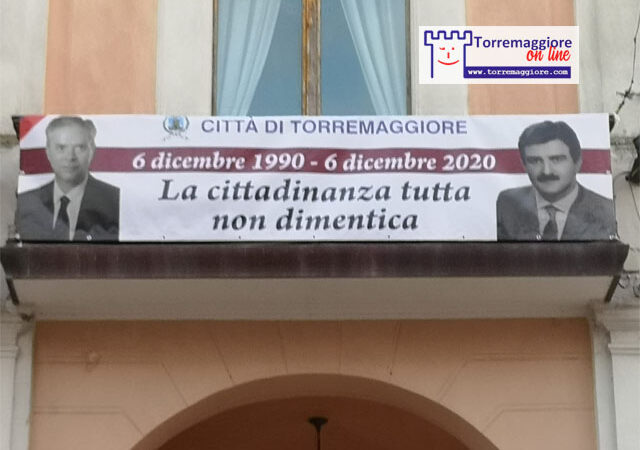 Torremaggiore
on line
www.torremaggiore.com
CITTÀ DI TORREMAGGIORE
6 dicembre 1990 - 6 dicembre 2020
La cittadinanza tutta
non dimentica